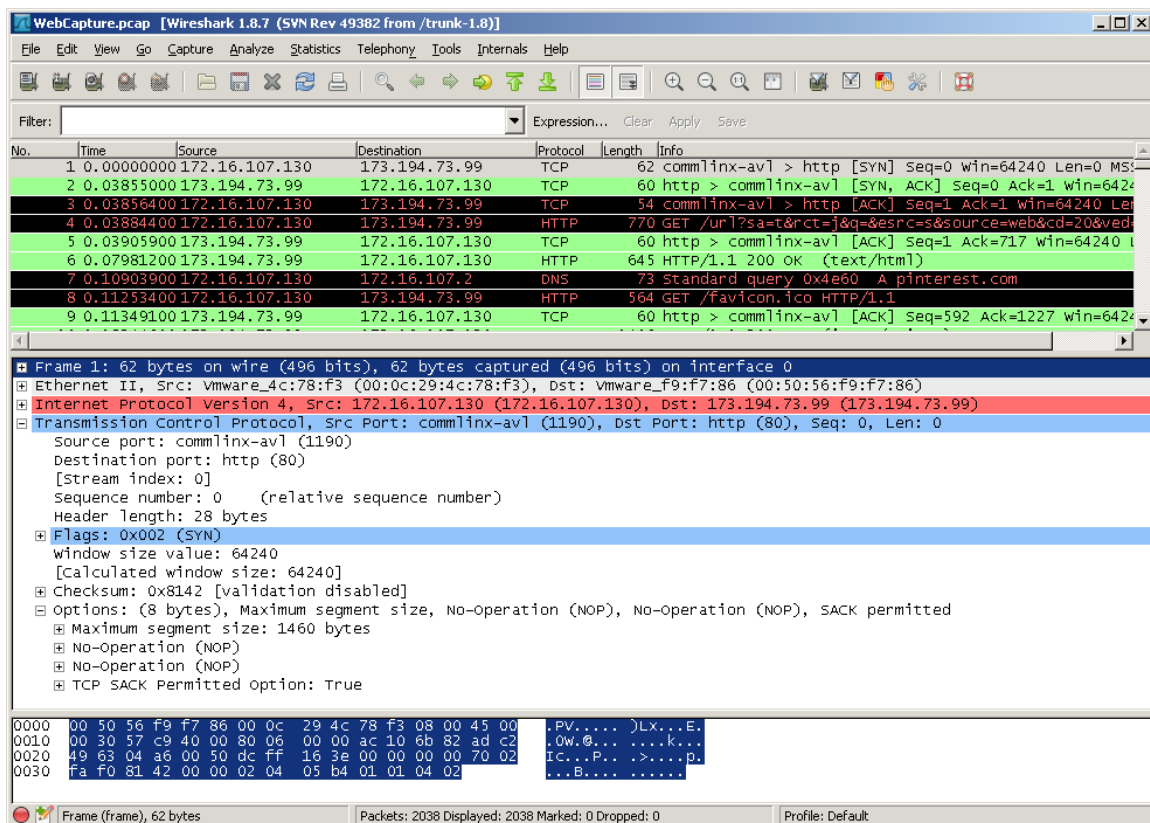 WebCapture.pcap [Wireshark 1.8.7 (SVN Rev 49382 from /trunk-1.8)]
File Edit View Go Capture Analyze Statistics Telephony Tools Internals Help
Filter: Expression... Clear Apply Save
No. Time Source Destination Protocol Length Info
1 0.00000000 172.16.107.130 173.194.73.99 TCP 62 commlinx-avl > http [SYN] Seq=0 Win=64240 Len=0 MSS
2 0.03855000 173.194.73.99 172.16.107.130 TCP 60 http > commlinx-avl [SYN, ACK] Seq=0 Ack=1 Win=6424
3 0.03856400 172.16.107.130 173.194.73.99 TCP 54 commlinx-avl > http [ACK] Seq=1 Ack=1 Win=64240 Len
4 0.03884400 172.16.107.130 173.194.73.99 HTTP 770 GET /url?sa=t&rct=j&q=&esrc=s&source=web&cd=20&ved=
5 0.03905900 173.194.73.99 172.16.107.130 TCP 60 http > commlinx-avl [ACK] Seq=1 Ack=717 Win=64240 L
6 0.07981200 173.194.73.99 172.16.107.130 HTTP 645 HTTP/1.1 200 OK (text/html)
7 0.10903900 172.16.107.130 172.16.107.2 DNS 73 Standard query 0x4e60 A pinterest.com
8 0.11253400 172.16.107.130 173.194.73.99 HTTP 564 GET /favicon.ico HTTP/1.1
9 0.11349100 173.194.73.99 172.16.107.130 TCP 60 http > commlinx-avl [ACK] Seq=592 Ack=1227 Win=6424
Frame 1: 62 bytes on wire (496 bits), 62 bytes captured (496 bits) on interface 0
Ethernet II, Src: Vmware_4c:78:f3 (00:0c:29:4c:78:f3), Dst: Vmware_f9:f7:86 (00:50:56:f9:f7:86)
Internet Protocol Version 4, Src: 172.16.107.130 (172.16.107.130), Dst: 173.194.73.99 (173.194.73.99)
Transmission Control Protocol, Src Port: commlinx-avl (1190), Dst Port: http (80), Seq: 0, Len: 0
Source port: commlinx-avl (1190)
Destination port: http (80)
[Stream index: 0]
Sequence number: 0 (relative sequence number)
Header length: 28 bytes
Flags: 0x002 (SYN)
Window size value: 64240
[Calculated window size: 64240]
Checksum: 0x8142 [validation disabled]
Options: (8 bytes), Maximum segment size, No-Operation (NOP), No-Operation (NOP), SACK permitted
Maximum segment size: 1460 bytes
No-Operation (NOP)
No-Operation (NOP)
TCP SACK Permitted Option: True
0000 00 50 56 f9 f7 86 00 0c 29 4c 78 f3 08 00 45 00 .PV..... )Lx...E.
0010 00 30 57 c9 40 00 80 06 00 00 ac 10 6b 82 ad c2 .0W.@... ....k...
0020 49 63 04 a6 00 50 dc ff 16 3e 00 00 00 00 70 02 Ic...P.. .>....p.
0030 fa f0 81 42 00 00 02 04 05 b4 01 01 04 02 ...B.... ......
Frame (frame), 62 bytes Packets: 2038 Displayed: 2038 Marked: 0 Dropped: 0 Profile: Default